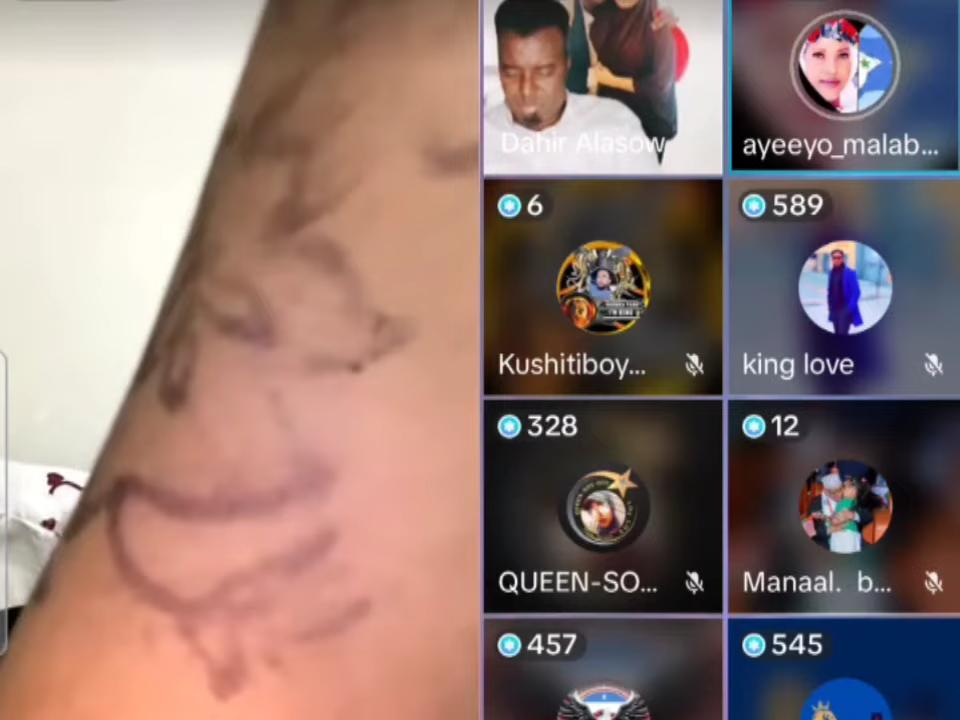 Dahir Alasow
ayeeyo_malab...
6
589
Kushitiboy...
king love
328
12
QUEEN-SO...
Manaal. b...
457
545